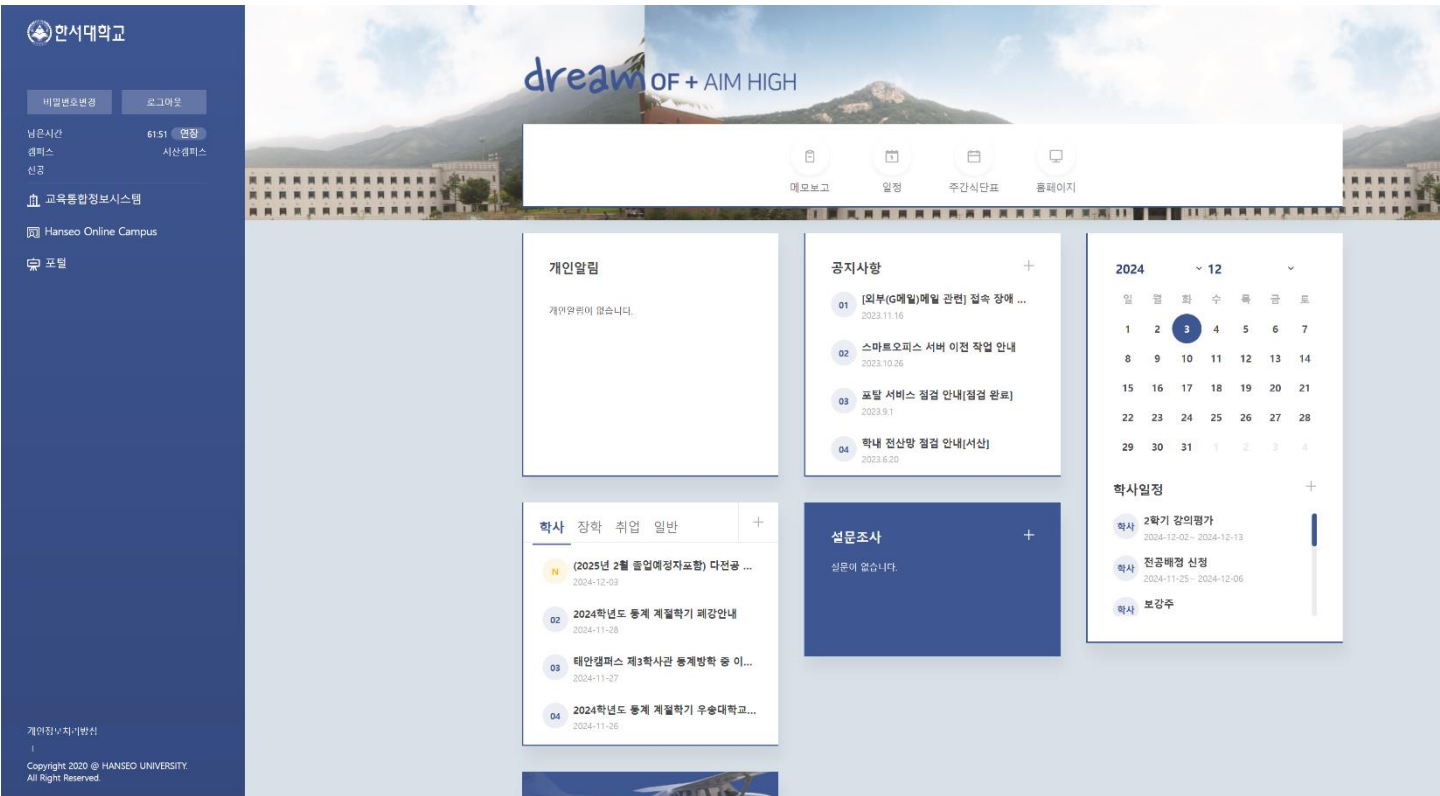 한서대학교
비밀번호변경
로그아웃
남은시간 61:51 연장
캠퍼스
신공
교육통합정보시스템
Hanseo Online Campus
포털
개인정보처리방침
Copyright 2020 @ HANSEO UNIVERSITY.
All Right Reserved.
dream OF + AIM HIGH
메모보고
일정
주간식단표
홈페이지
개인알림
개인알림이 없습니다.
공지사항
01 [외부(G메일)메일 관련] 접속 장애 ...
2023.11.16
02 스마트오피스 서버 이전 작업 안내
2023.10.26
03 포탈 서비스 점검 안내[점검 완료]
2023.9.1
04 학내 전산망 점검 안내[서산]
2023.6.20
2024 12
일 월 화 수 목 금 토
1 2 3 4 5 6 7
8 9 10 11 12 13 14
15 16 17 18 19 20 21
22 23 24 25 26 27 28
29 30 31 1 2 3 4
학사일정
학사 2학기 강의평가
2024-12-02~ 2024-12-13
학사 전공배정 신청
2024-11-25 ~ 2024-12-06
학사 보강주
학사 장학 취업 일반
N (2025년 2월 졸업예정자포함) 다전공 ...
2024-12-03
02 2024학년도 동계 계절학기 폐강안내
2024-11-28
03 태안캠퍼스 제3학사관 동계방학 중 이...
2024-11-27
04 2024학년도 동계 계절학기 우송대학교...
2024-11-26
설문조사
설문이 없습니다.